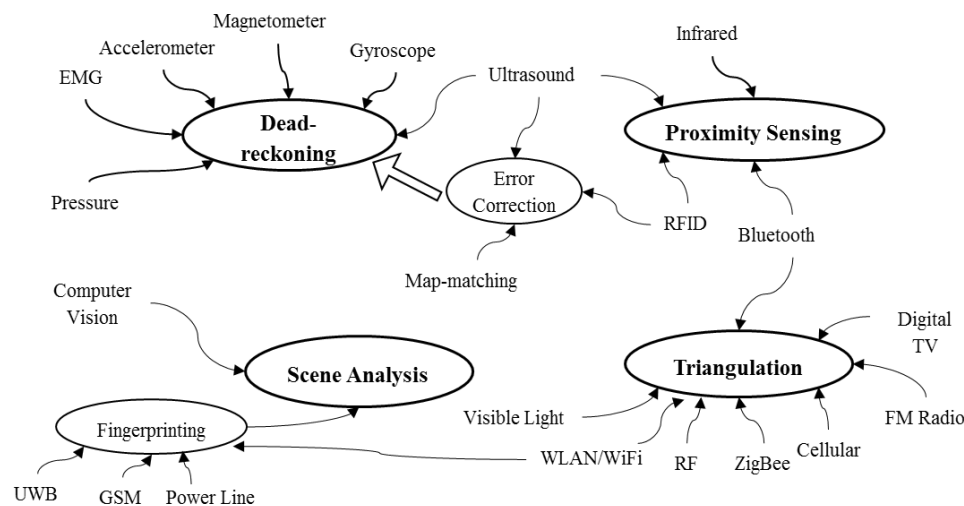 Magnetometer
Accelerometer
Gyroscope
EMG
Ultrasound
Infrared
Dead-
reckoning
Proximity Sensing
Error
Correction
Pressure
RFID
Bluetooth
Map-matching
Computer
Vision
Digital
TV
Scene Analysis
Triangulation
Visible Light
FM Radio
Fingerprinting
WLAN/WiFi
RF
ZigBee
Cellular
UWB
GSM
Power Line